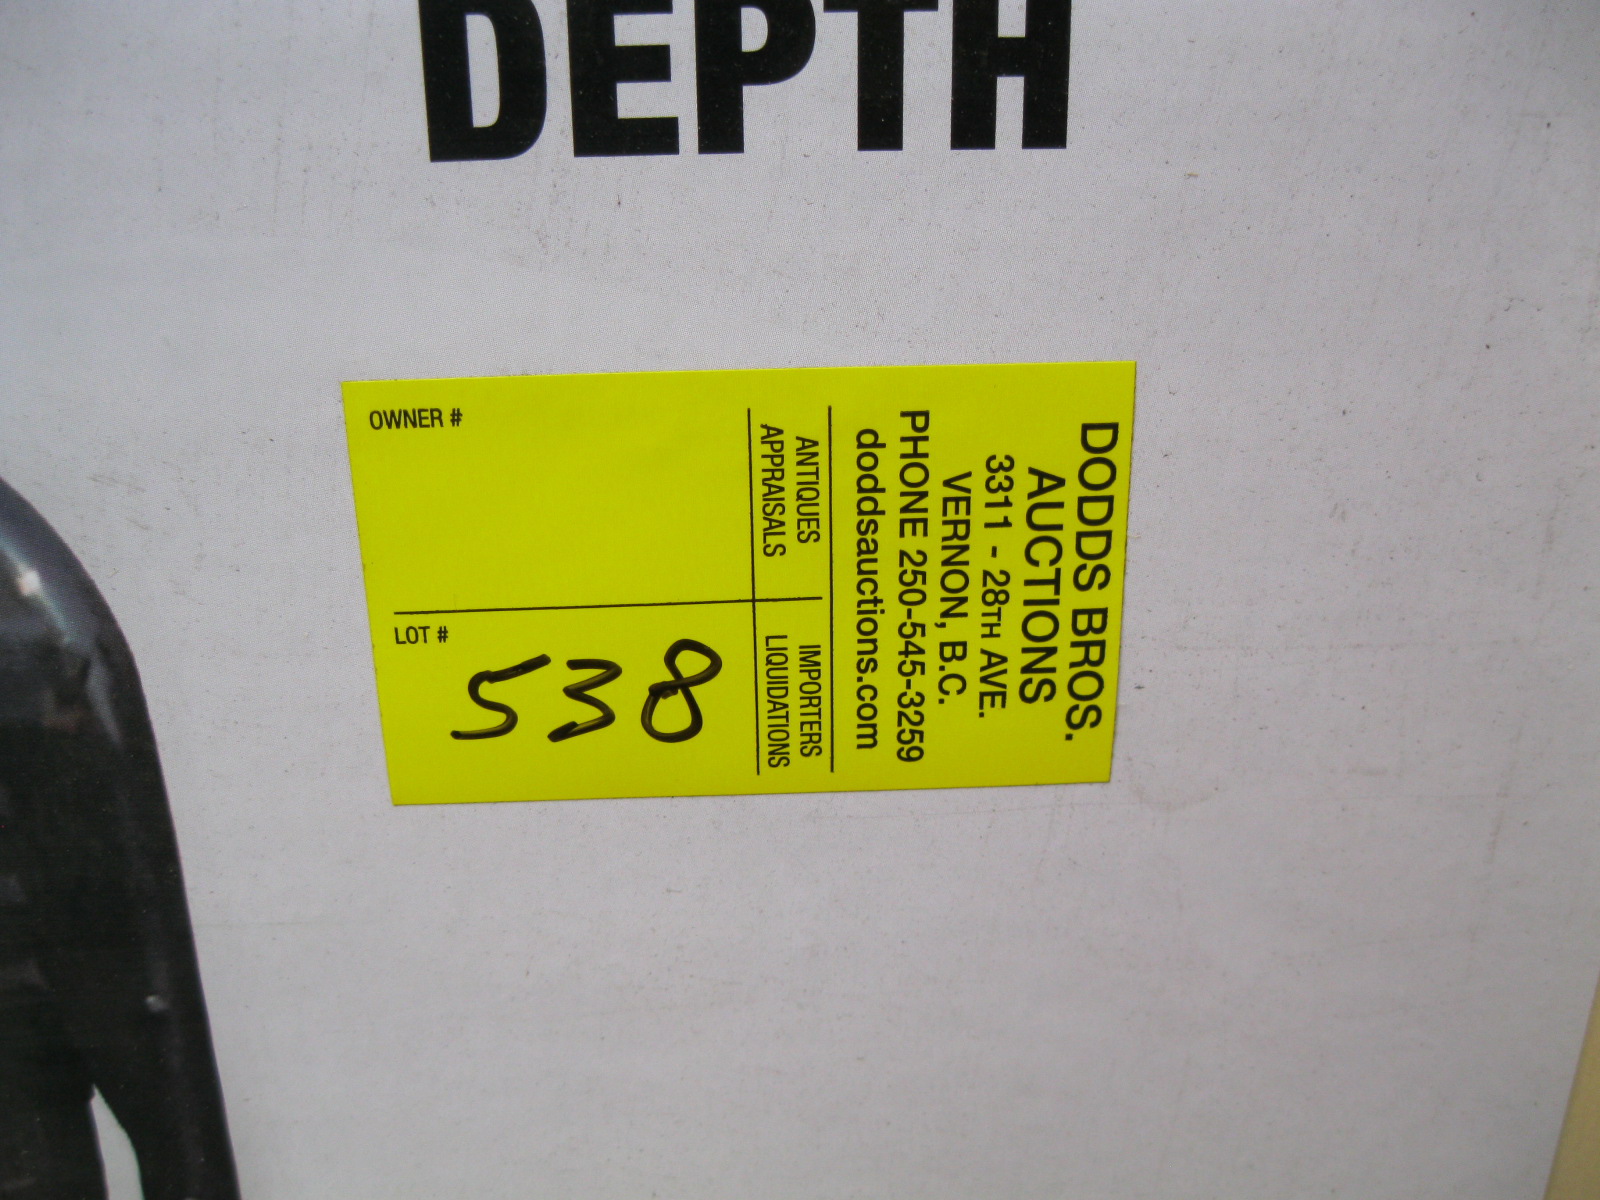 DEPTH
DODDS BROS.
AUCTIONS
3311 - 28TH AVE.
VERNON, B.C.
PHONE 250-545-3259
doddsauctions.com
ANTIQUES
APPRAISALS
IMPORTERS
LIQUIDATIONS
OWNER #
LOT #
538